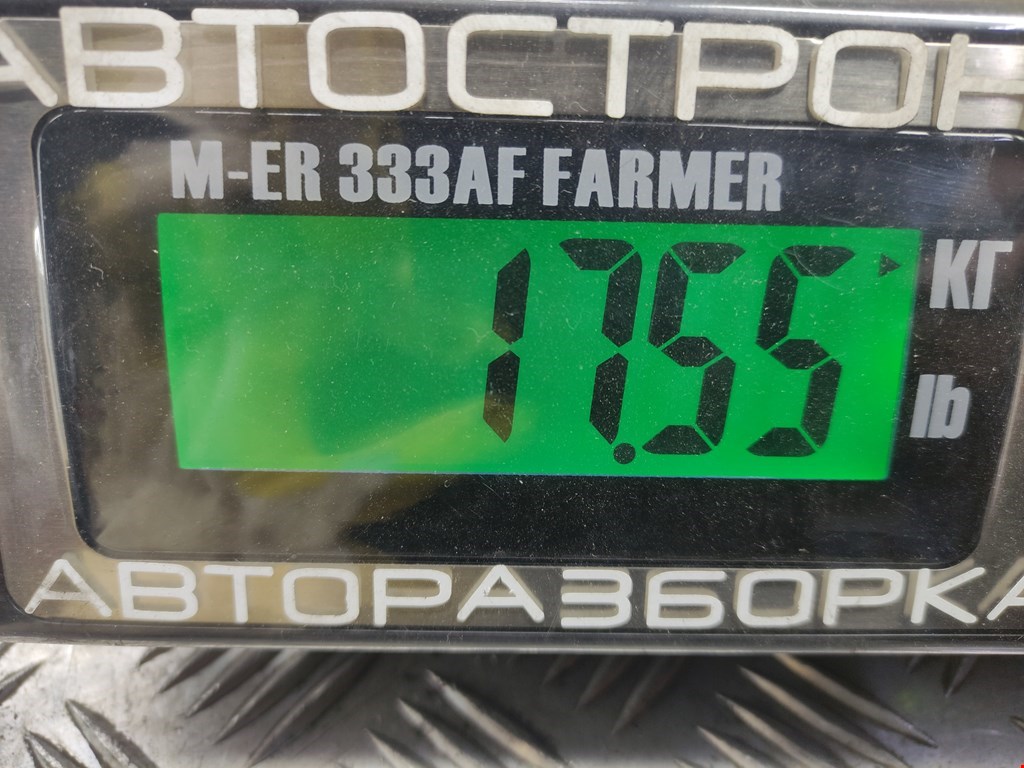 АВТОСТРОН
M-ER 333AF FARMER
17.55
КГ
lb
АВТОРАЗБОРКА